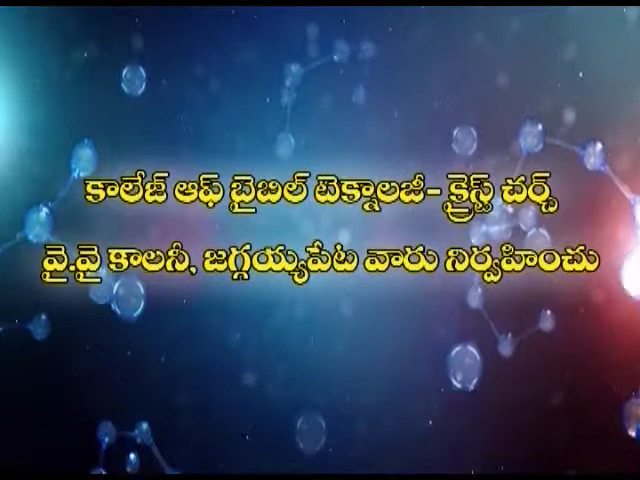 కాలేజ్ ఆఫ్ బైబిల్ టెక్నాలజీ- క్రైస్ట్ చర్చ్
వై.వై కాలనీ, జగ్గయ్యపేట వారు నిర్వహించు